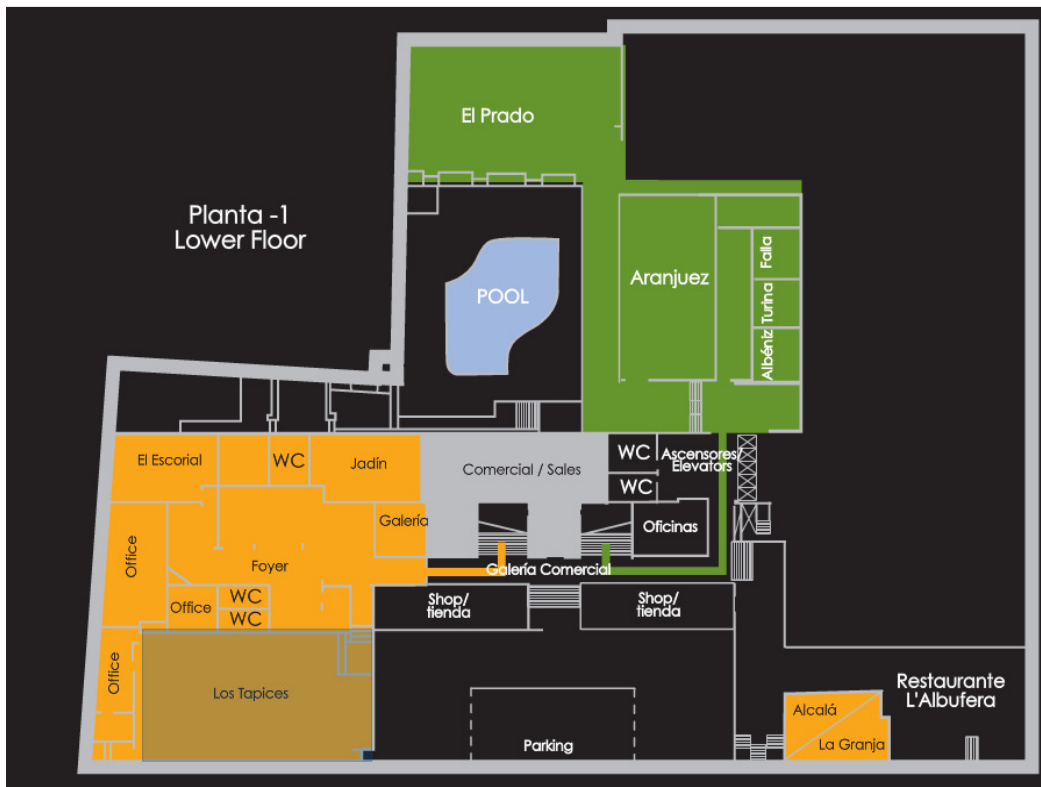 El Prado
Planta -1
Lower Floor
POOL
Aranjuez
Falla
Turina
Albéniz
El Escorial
WC
Jadín
Comercial / Sales
WC
Ascensores/
Elevators
WC
Galería
Oficinas
Office
Foyer
Galería Comercial
Office
WC
WC
Shop/
tienda
Shop/
tienda
Office
Los Tapices
Restaurante
L'Albufera
Alcalá
La Granja
Parking